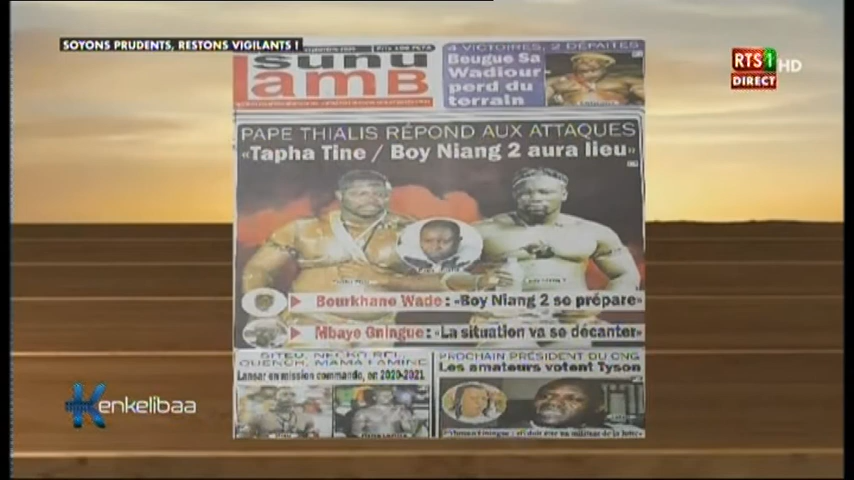 SOYONS PRUDENTS, RESTONS VIGILANTS !
RTS1 HD
DIRECT
sunu
lamb
4 VICTOIRES, 2 DÉFAITES
Beugue Sa
Wadiour
perd du
terrain
PAPE THIALIS RÉPOND AUX ATTAQUES
«Tapha Tine / Boy Niang 2 aura lieu»
Bourkhane Wade : «Boy Niang 2 se prépare»
Mbaye Gningue : «La situation va se décanter»
SITEU, NECKO REI,
GUENCH, MAMA LAMINE
Lansar en mission commando, en 2020-2021
PROCHAIN PRÉSIDENT DU CNG
Les amateurs votent Tyson
Kenkelibaa